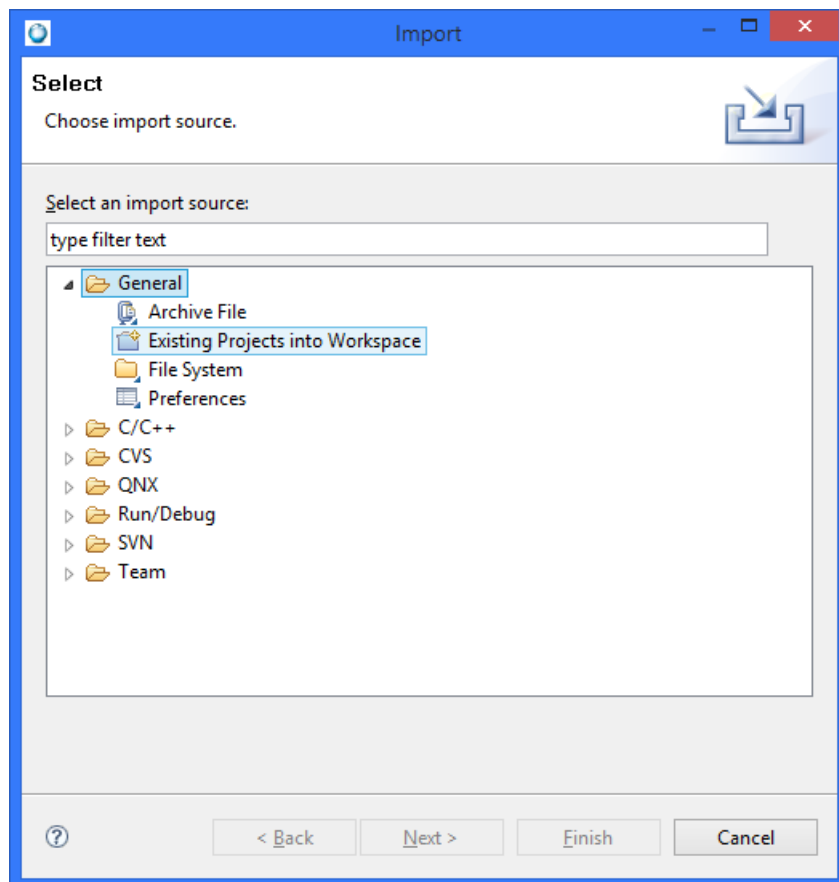 Import
Select
Choose import source.
Select an import source:
type filter text
General
Archive File
Existing Projects into Workspace
File System
Preferences
C/C++
CVS
QNX
Run/Debug
SVN
Team
? < Back Next > Finish Cancel